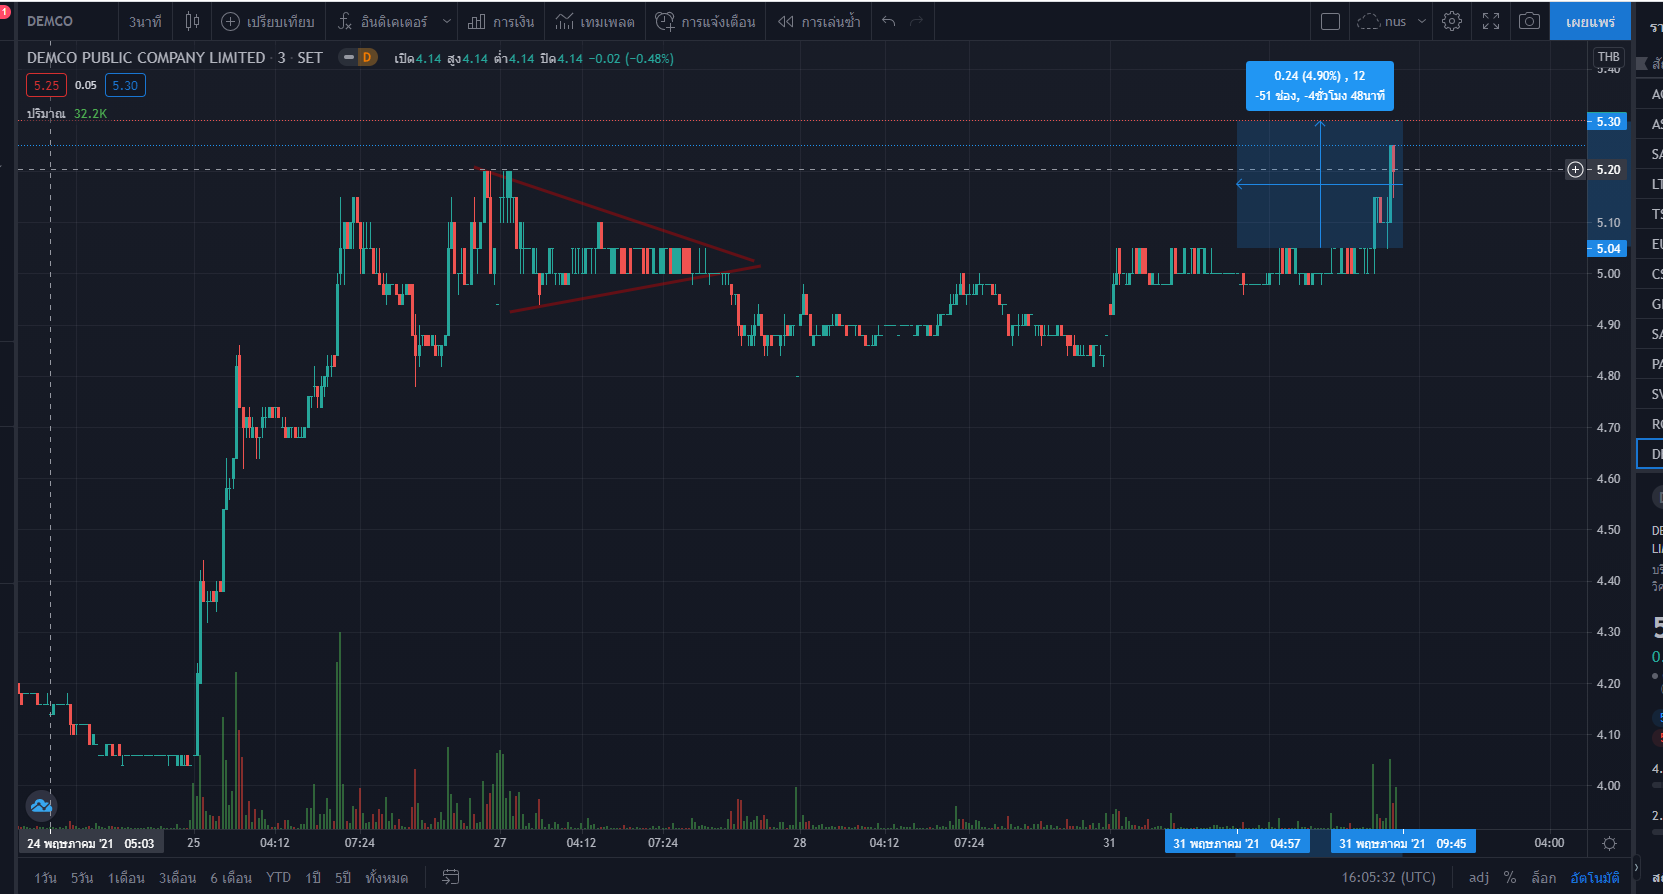 1
DEMCO 3นาที เปรียบเทียบ อินดิเคเตอร์ การเงิน เทมเพลต การแจ้งเตือน การเล่นซ้ำ nus เผยแพร่
DEMCO PUBLIC COMPANY LIMITED · 3 · SET D เปิด4.14 สูง4.14 ต่ำ4.14 ปิด4.14 −0.02 (−0.48%)
5.25 0.05 5.30
ปริมาณ 32.2K
0.24 (4.90%) , 12
-51 ช่อง, -4ชั่วโมง 48นาที
THB
5.40
5.30
5.20
5.10
5.04
5.00
4.90
4.80
4.70
4.60
4.50
4.40
4.30
4.20
4.10
4.00
24 พฤษภาคม '21 05:03 25 04:12 07:24 27 04:12 07:24 28 04:12 07:24 31 31 พฤษภาคม '21 04:57 31 พฤษภาคม '21 09:45 04:00
1วัน 5วัน 1เดือน 3เดือน 6 เดือน YTD 1ปี 5ปี ทั้งหมด 16:05:32 (UTC) adj % ล็อก อัตโนมัติ